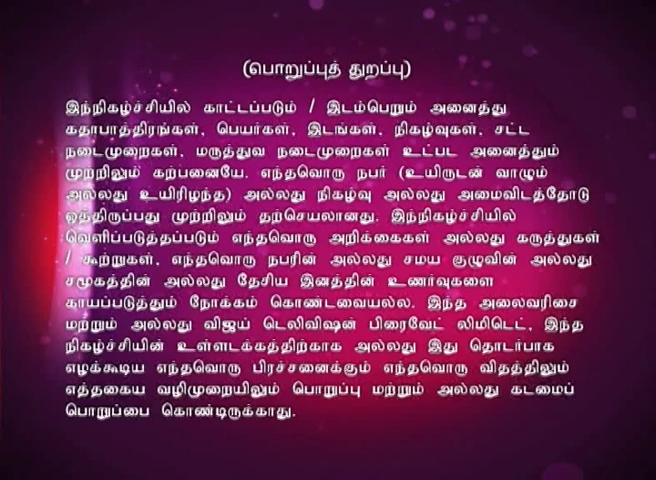 (பொறுப்புத் துறப்பு)
இந்நிகழ்ச்சியில் காட்டப்படும் / இடம்பெறும் அனைத்து
கதாபாத்திரங்கள், பெயர்கள், இடங்கள், நிகழ்வுகள், சட்ட
நடைமுறைகள், மருத்துவ நடைமுறைகள் உட்பட அனைத்தும்
முற்றிலும் கற்பனையே. எந்தவொரு நபர் (உயிருடன் வாழும்
அல்லது உயிரிழந்த) அல்லது நிகழ்வு அல்லது அமைவிடத்தோடு
ஒத்திருப்பது முற்றிலும் தற்செயலானது. இந்நிகழ்ச்சியில்
வெளிப்படுத்தப்படும் எந்தவொரு அறிக்கைகள் அல்லது கருத்துகள்
/ கூற்றுகள், எந்தவொரு நபரின் அல்லது சமய குழுவின் அல்லது
சமூகத்தின் அல்லது தேசிய இனத்தின் உணர்வுகளை
காயப்படுத்தும் நோக்கம் கொண்டவையல்ல. இந்த அலைவரிசை
மற்றும் அல்லது விஜய் டெலிவிஷன் பிரைவேட் லிமிடெட், இந்த
நிகழ்ச்சியின் உள்ளடக்கத்திற்காக அல்லது இது தொடர்பாக
எழக்கூடிய எந்தவொரு பிரச்சனைக்கும் எந்தவொரு விதத்திலும்
எத்தகைய வழிமுறையிலும் பொறுப்பு மற்றும் அல்லது கடமைப்
பொறுப்பை கொண்டிருக்காது.